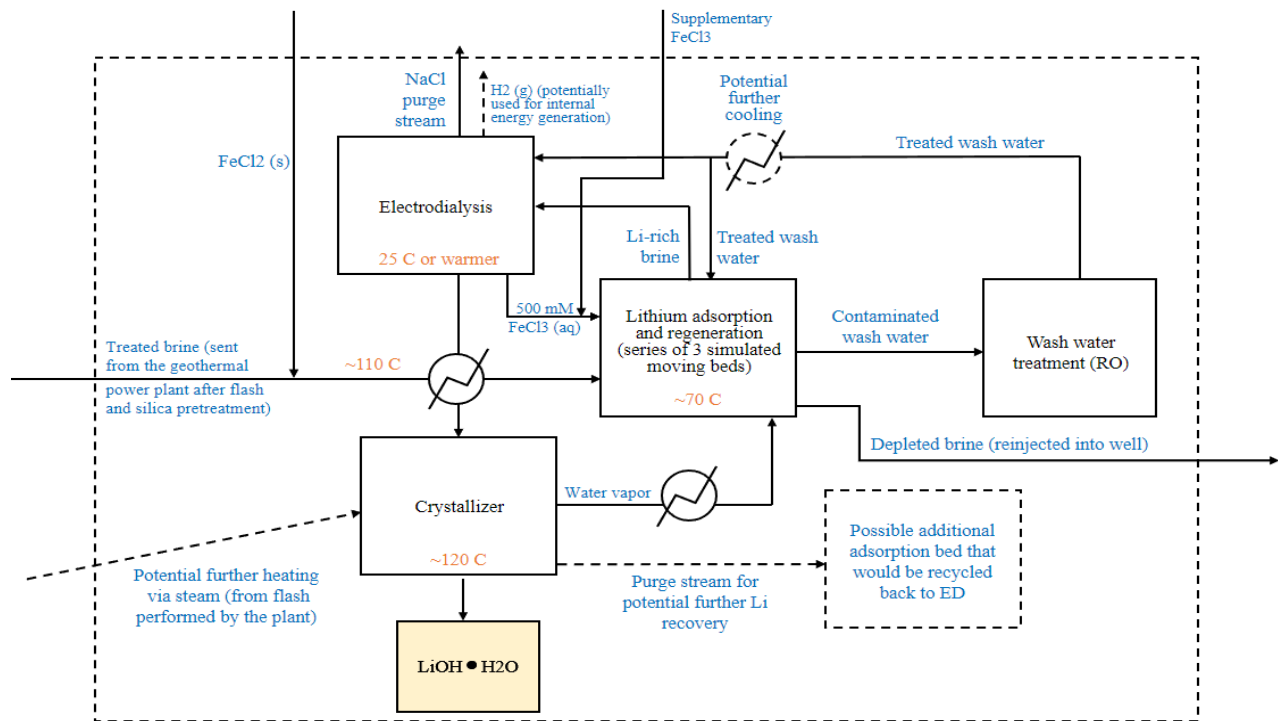 Supplementary
FeCl3
NaCl
purge
stream
H2 (g) (potentially
used for internal
energy generation)
Potential
further
cooling
Treated wash water
FeCl2 (s)
Electrodialysis
25 C or warmer
Li-rich
brine
Treated wash
water
500 mM
FeCl3 (aq)
Lithium adsorption
and regeneration
(series of 3 simulated
moving beds)
~70 C
Contaminated
wash water
Wash water
treatment (RO)
Treated brine (sent
from the geothermal
power plant after flash
and silica pretreatment)
~110 C
Depleted brine (reinjected into well)
Crystallizer
~120 C
Water vapor
Possible additional
adsorption bed that
would be recycled
back to ED
Potential further heating
via steam (from flash
performed by the plant)
Purge stream for
potential further Li
recovery
LiOH●H2O